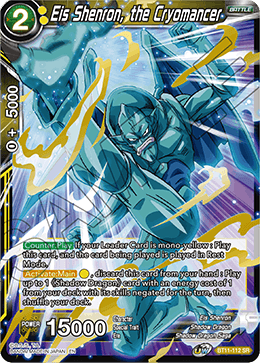 2
Eis Shenron, the Cryomancer
BATTLE
0 + 5000
Counter:Play If your Leader Card is mono-yellow : Play
this card, and the card being played is played in Rest
Mode.
Activate:Main , discard this card from your hand : Play
up to 1 ⟨Shadow Dragon⟩ card with an energy cost of 1
from your deck with its skills negated for the turn, then
shuffle your deck.
POWER
15000
Character
Eis Shenron
Special Trait
Shadow Dragon
Era
Shadow Dragon Saga
BT11-112 SR